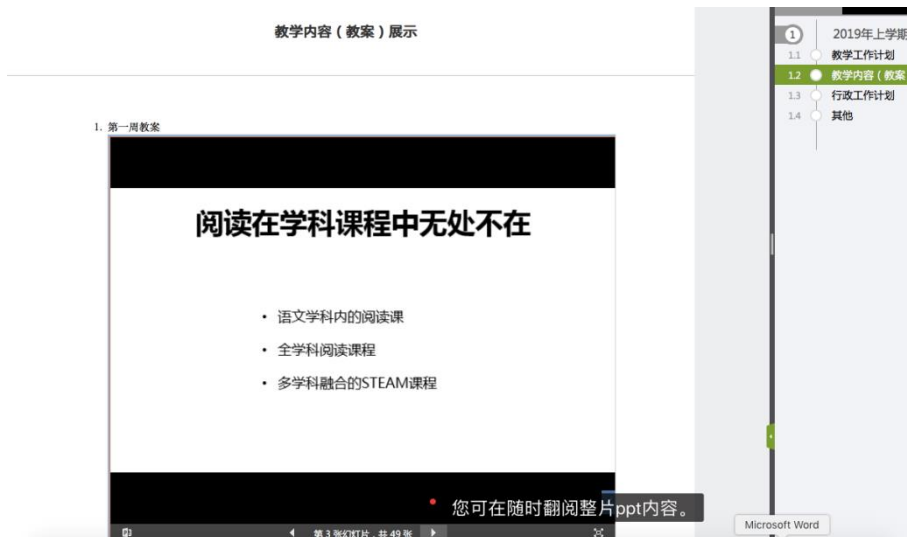 教学内容（教案）展示
1. 第一周教案
阅读在学科课程中无处不在
• 语文学科内的阅读课
• 全学科阅读课程
• 多学科融合的STEAM课程
您可在随时翻阅整片ppt内容。
第 3 张幻灯片，共 49 张
1 2019年上学期
1.1 教学工作计划
1.2 教学内容（教案
1.3 行政工作计划
1.4 其他
Microsoft Word